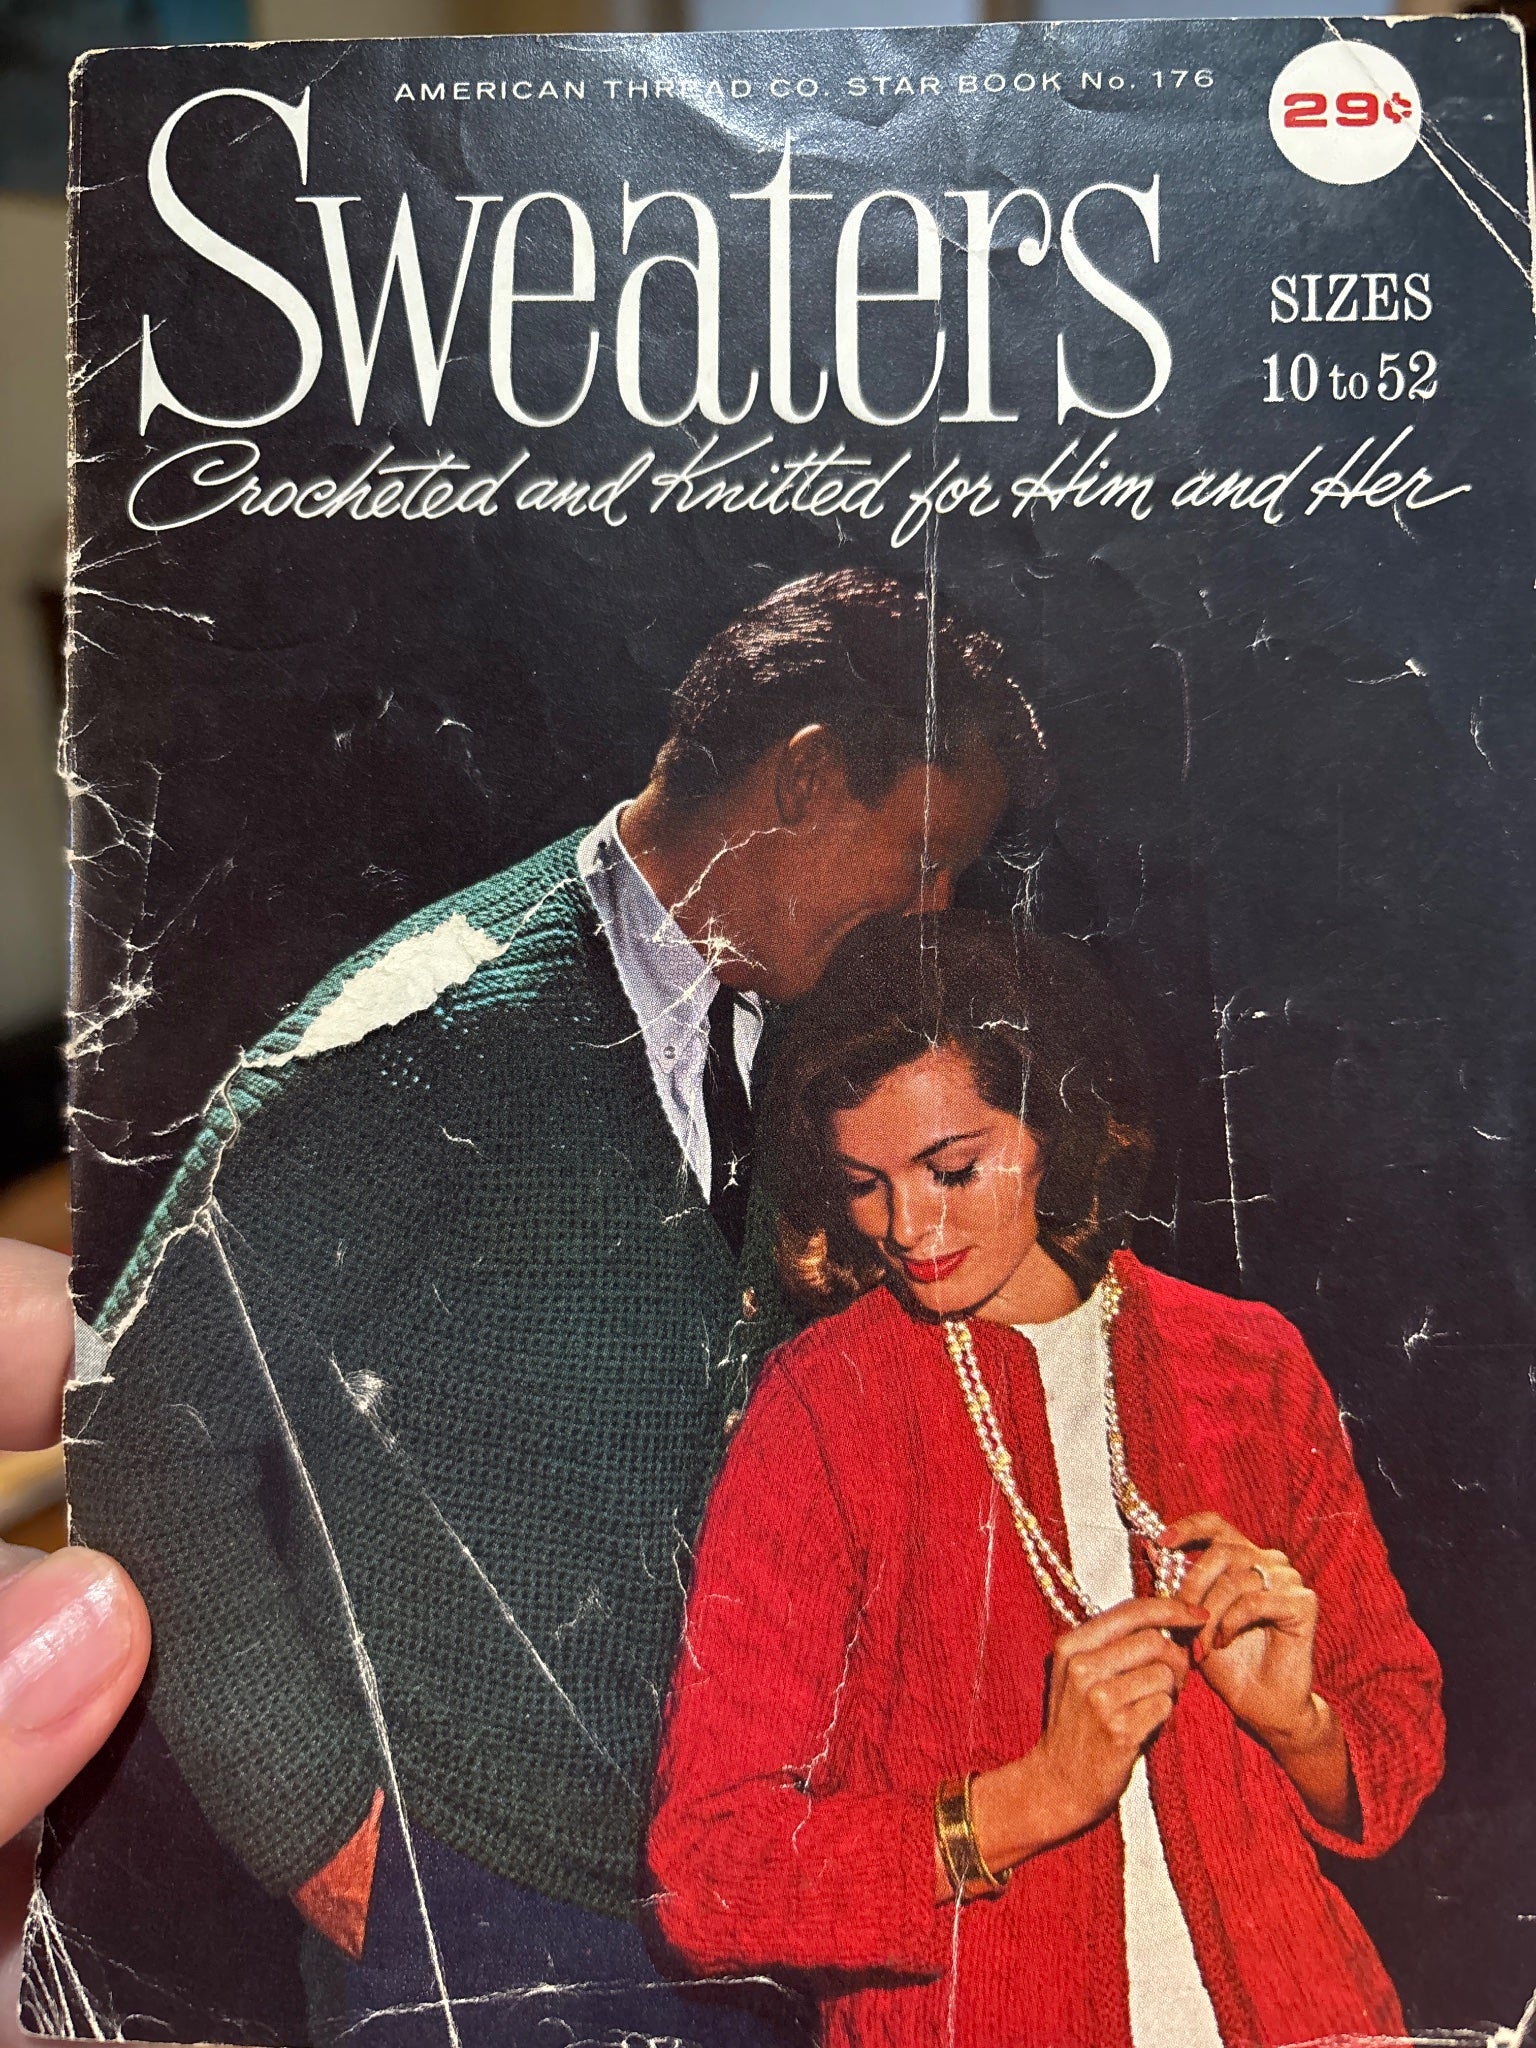 AMERICAN THREAD CO. STAR BOOK No. 176
29¢
Sweaters
SIZES
10 to 52
Crocheted and Knitted for Him and Her